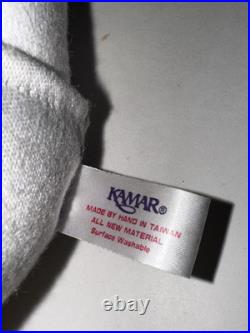 KAMAR®
MADE BY HAND IN TAIWAN
ALL NEW MATERIAL
Surface Washable